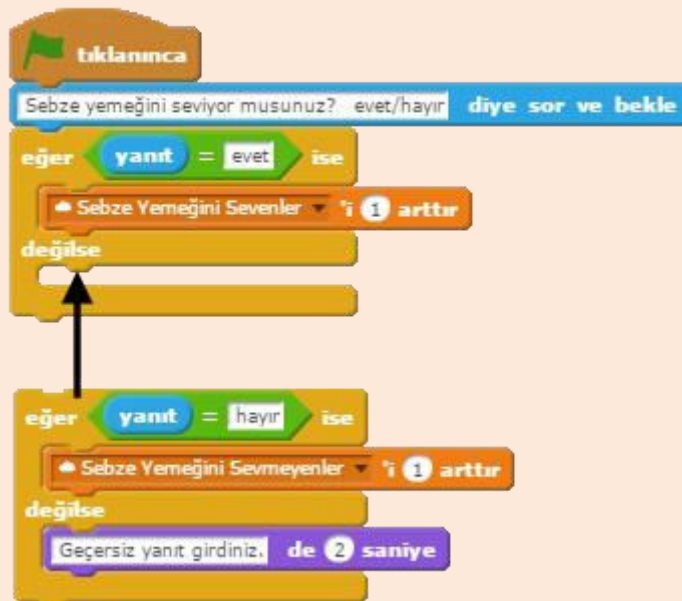 tıklanınca
Sebze yemeğini seviyor musunuz? evet/hayır diye sor ve bekle
eğer yanıt = evet ise
Sebze Yemeğini Sevenler 'i 1 arttır
değilse
eğer yanıt = hayır ise
Sebze Yemeğini Sevmeyenler 'i 1 arttır
değilse
Geçersiz yanıt girdiniz. de 2 saniye